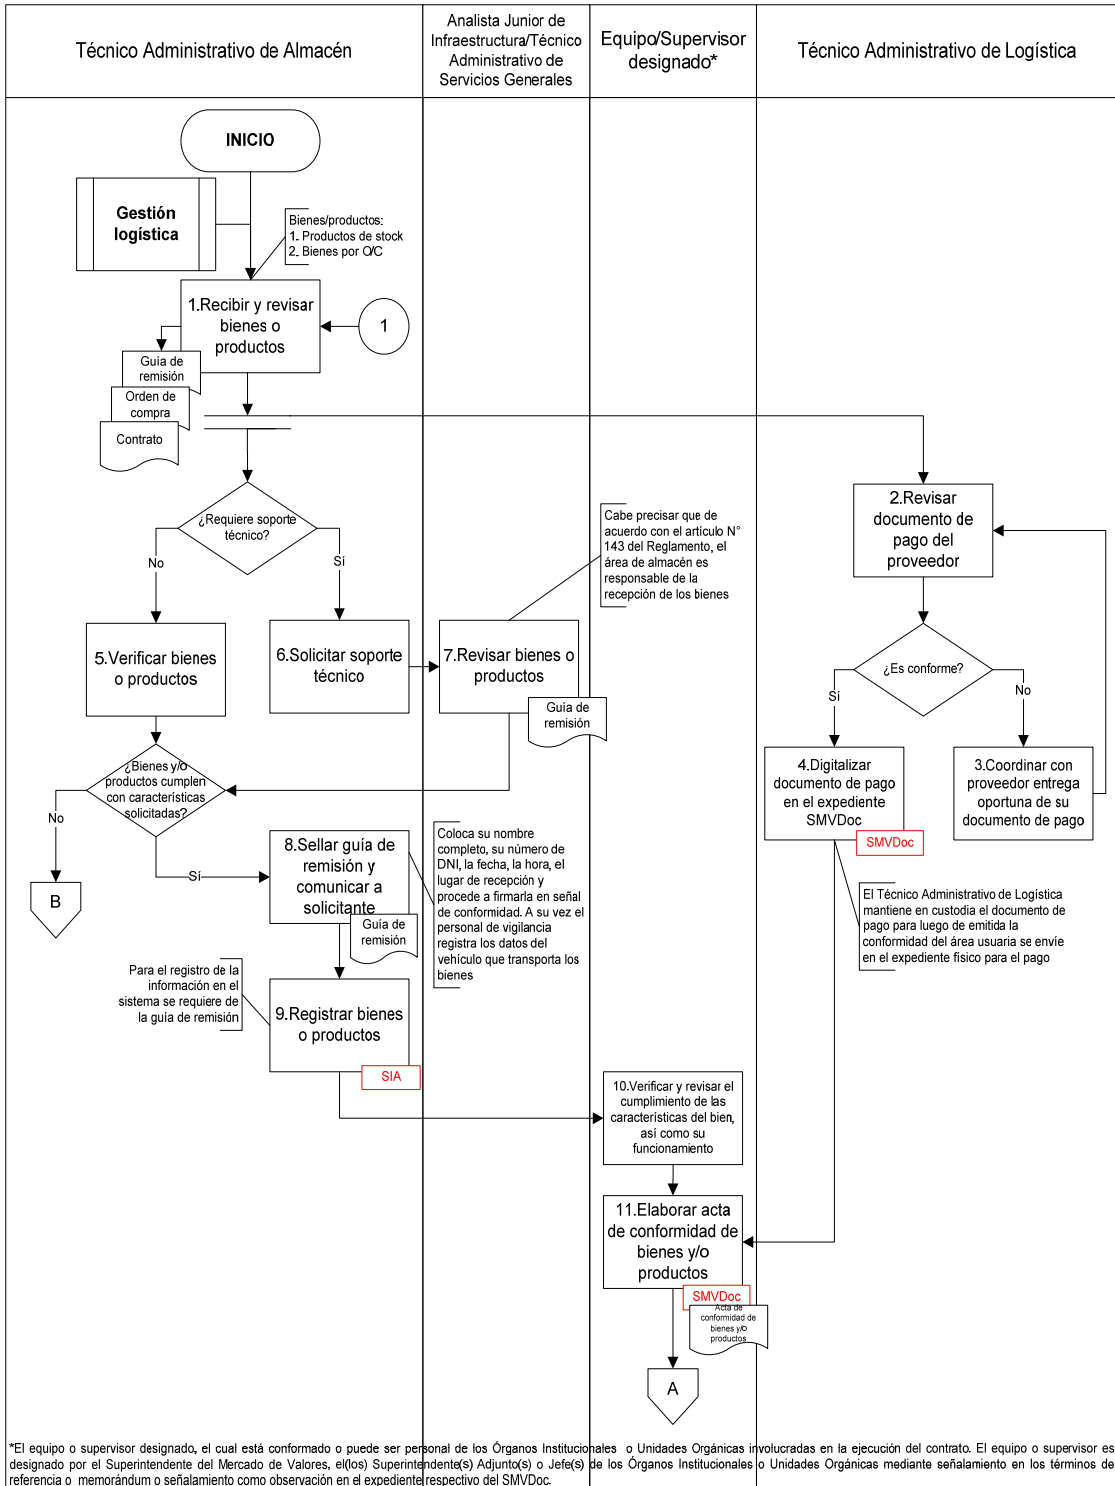 Técnico Administrativo de Almacén
Analista Junior de
Infraestructura/Técnico
Administrativo de
Servicios Generales
Equipo/Supervisor
designado*
Técnico Administrativo de Logística
INICIO
Gestión
logística
Bienes/productos:
1. Productos de stock
2. Bienes por O/C
1.Recibir y revisar
bienes o
productos
1
Guía de
remisión
Orden de
compra
Contrato
¿Requiere soporte
técnico?
No
Sí
2.Revisar
documento de
pago del
proveedor
Cabe precisar que de
acuerdo con el artículo N°
143 del Reglamento, el
área de almacén es
responsable de la
recepción de los bienes
5.Verificar bienes
o productos
6.Solicitar soporte
técnico
7.Revisar bienes o
productos
Guía de
remisión
¿Es conforme?
Sí
No
4.Digitalizar
documento de pago
en el expediente
SMVDoc
SMVDoc
3.Coordinar con
proveedor entrega
oportuna de su
documento de pago
¿Bienes y/o
productos cumplen
con características
solicitadas?
No
Sí
B
8.Sellar guía de
remisión y
comunicar a
solicitante
Guía de
remisión
Coloca su nombre
completo, su número de
DNI, la fecha, la hora, el
lugar de recepción y
procede a firmarla en señal
de conformidad. A su vez el
personal de vigilancia
registra los datos del
vehículo que transporta los
bienes
El Técnico Administrativo de Logística
mantiene en custodia el documento de
pago para luego de emitida la
conformidad del área usuaria se envíe
en el expediente físico para el pago
Para el registro de la
información en el
sistema se requiere de
la guía de remisión
9.Registrar bienes
o productos
SIA
10.Verificar y revisar el
cumplimiento de las
características del bien,
así como su
funcionamiento
11.Elaborar acta
de conformidad de
bienes y/o
productos
SMVDoc
Acta de
conformidad de
bienes y/o
productos
A
*El equipo o supervisor designado, el cual está conformado o puede ser personal de los Órganos Institucionales o Unidades Orgánicas involucradas en la ejecución del contrato. El equipo o supervisor es
designado por el Superintendente del Mercado de Valores, el(los) Superintendente(s) Adjunto(s) o Jefe(s) de los Órganos Institucionales o Unidades Orgánicas mediante señalamiento en los términos de
referencia o memorándum o señalamiento como observación en el expediente respectivo del SMVDoc.